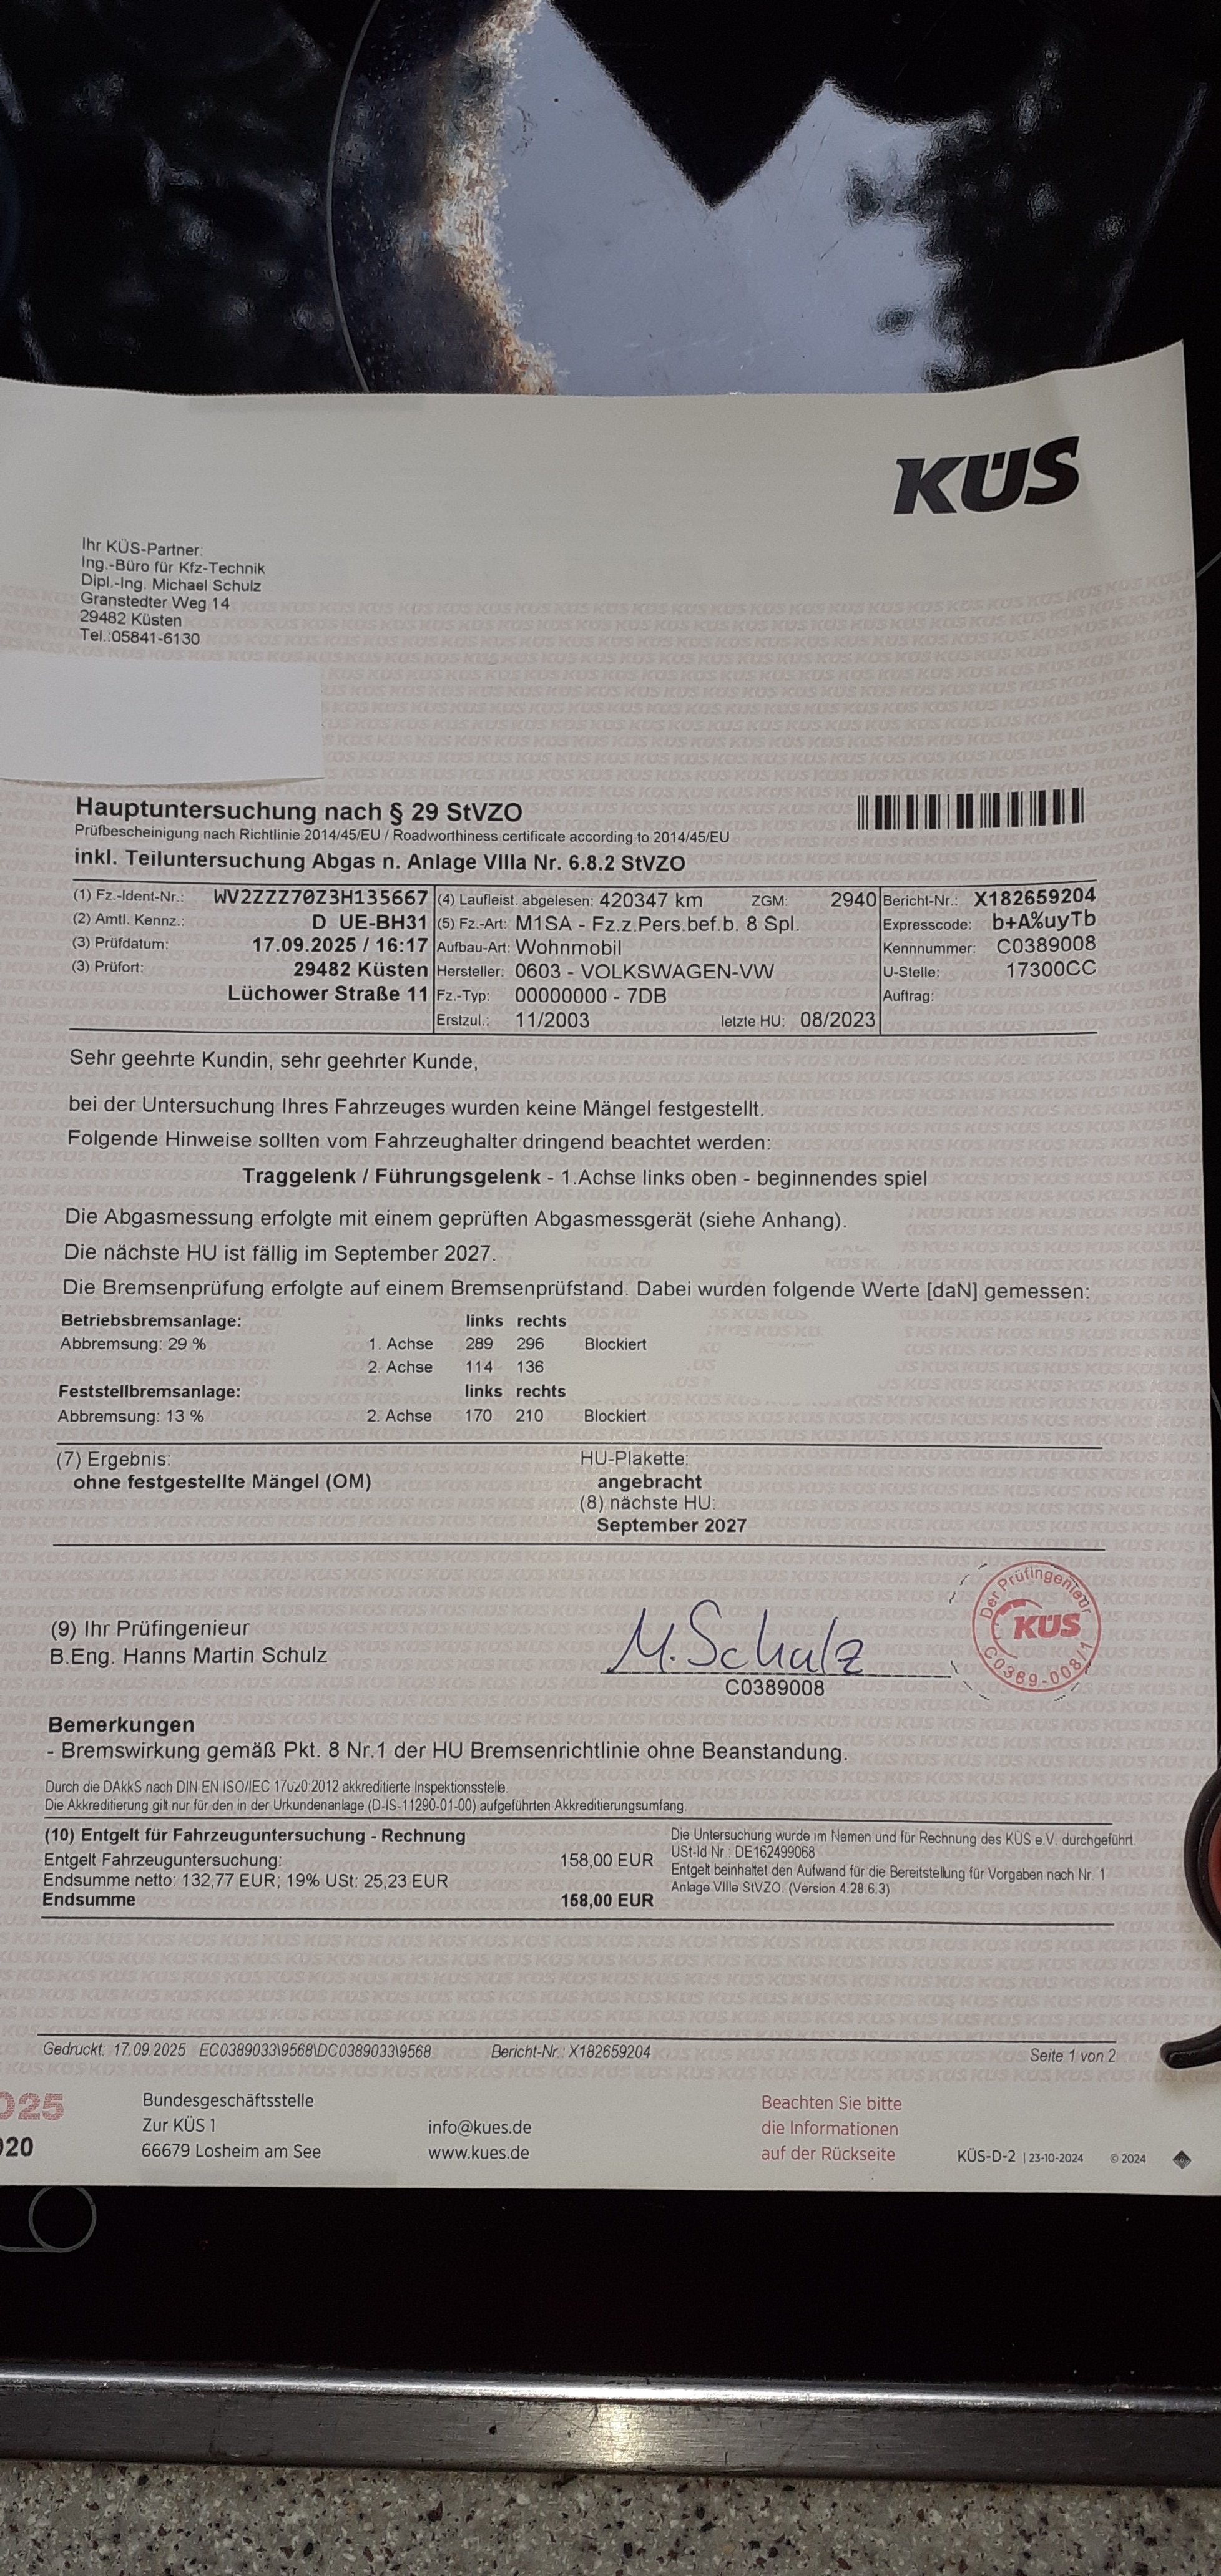 KÜS
Ihr KÜS-Partner:
Ing.-Büro für Kfz-Technik
Dipl.-Ing. Michael Schulz
Granstedter Weg 14
29482 Küsten
Tel.:05841-6130
Hauptuntersuchung nach § 29 StVZO
Prüfbescheinigung nach Richtlinie 2014/45/EU / Roadworthiness certificate according to 2014/45/EU
inkl. Teiluntersuchung Abgas n. Anlage VIIIa Nr. 6.8.2 StVZO
(1) Fz.-Ident-Nr.: WV2ZZZ70Z3H135667 (4) Laufleist. abgelesen: 420347 km ZGM: 2940 Bericht-Nr.: X182659204
(2) Amtl. Kennz.: D UE-BH31 (5) Fz.-Art: M1SA - Fz.z.Pers.bef.b. 8 Spl. Expresscode: b+A%uyTb
(3) Prüfdatum: 17.09.2025 / 16:17 Aufbau-Art: Wohnmobil Kennnummer: C0389008
(3) Prüfort: 29482 Küsten Hersteller: 0603 - VOLKSWAGEN-VW U-Stelle: 17300CC
Lüchower Straße 11 Fz.-Typ: 00000000 - 7DB Auftrag:
Erstzul.: 11/2003 letzte HU: 08/2023
Sehr geehrte Kundin, sehr geehrter Kunde,
bei der Untersuchung Ihres Fahrzeuges wurden keine Mängel festgestellt.
Folgende Hinweise sollten vom Fahrzeughalter dringend beachtet werden:
Traggelenk / Führungsgelenk - 1.Achse links oben - beginnendes spiel
Die Abgasmessung erfolgte mit einem geprüften Abgasmessgerät (siehe Anhang).
Die nächste HU ist fällig im September 2027.
Die Bremsenprüfung erfolgte auf einem Bremsenprüfstand. Dabei wurden folgende Werte [daN] gemessen:
Betriebsbremsanlage: links rechts
Abbremsung: 29 % 1. Achse 289 296 Blockiert
2. Achse 114 136
Feststellbremsanlage: links rechts
Abbremsung: 13 % 2. Achse 170 210 Blockiert
(7) Ergebnis: HU-Plakette:
ohne festgestellte Mängel (OM) angebracht
(8) nächste HU:
September 2027
(9) Ihr Prüfingenieur
B.Eng. Hanns Martin Schulz
M. Schulz
C0389008
Der Prüfingenieur
KÜS
C0389-008/1
Bemerkungen
- Bremswirkung gemäß Pkt. 8 Nr.1 der HU Bremsenrichtlinie ohne Beanstandung.
Durch die DAkkS nach DIN EN ISO/IEC 17020:2012 akkreditierte Inspektionsstelle.
Die Akkreditierung gilt nur für den in der Urkundenanlage (D-IS-11290-01-00) aufgeführten Akkreditierungsumfang.
(10) Entgelt für Fahrzeuguntersuchung - Rechnung
Entgelt Fahrzeuguntersuchung: 158,00 EUR
Endsumme netto: 132,77 EUR; 19% USt: 25,23 EUR
Endsumme 158,00 EUR
Die Untersuchung wurde im Namen und für Rechnung des KÜS e.V. durchgeführt.
USt-Id Nr.: DE162499068
Entgelt beinhaltet den Aufwand für die Bereitstellung für Vorgaben nach Nr. 1
Anlage VIIIe StVZO. (Version 4.28.6.3)
Gedruckt: 17.09.2025 EC0389033\9568\DC0389033\9568 Bericht-Nr.: X182659204 Seite 1 von 2
025
020
Bundesgeschäftsstelle
Zur KÜS 1
66679 Losheim am See
info@kues.de
www.kues.de
Beachten Sie bitte
die Informationen
auf der Rückseite
KÜS-D-2 | 23-10-2024 © 2024